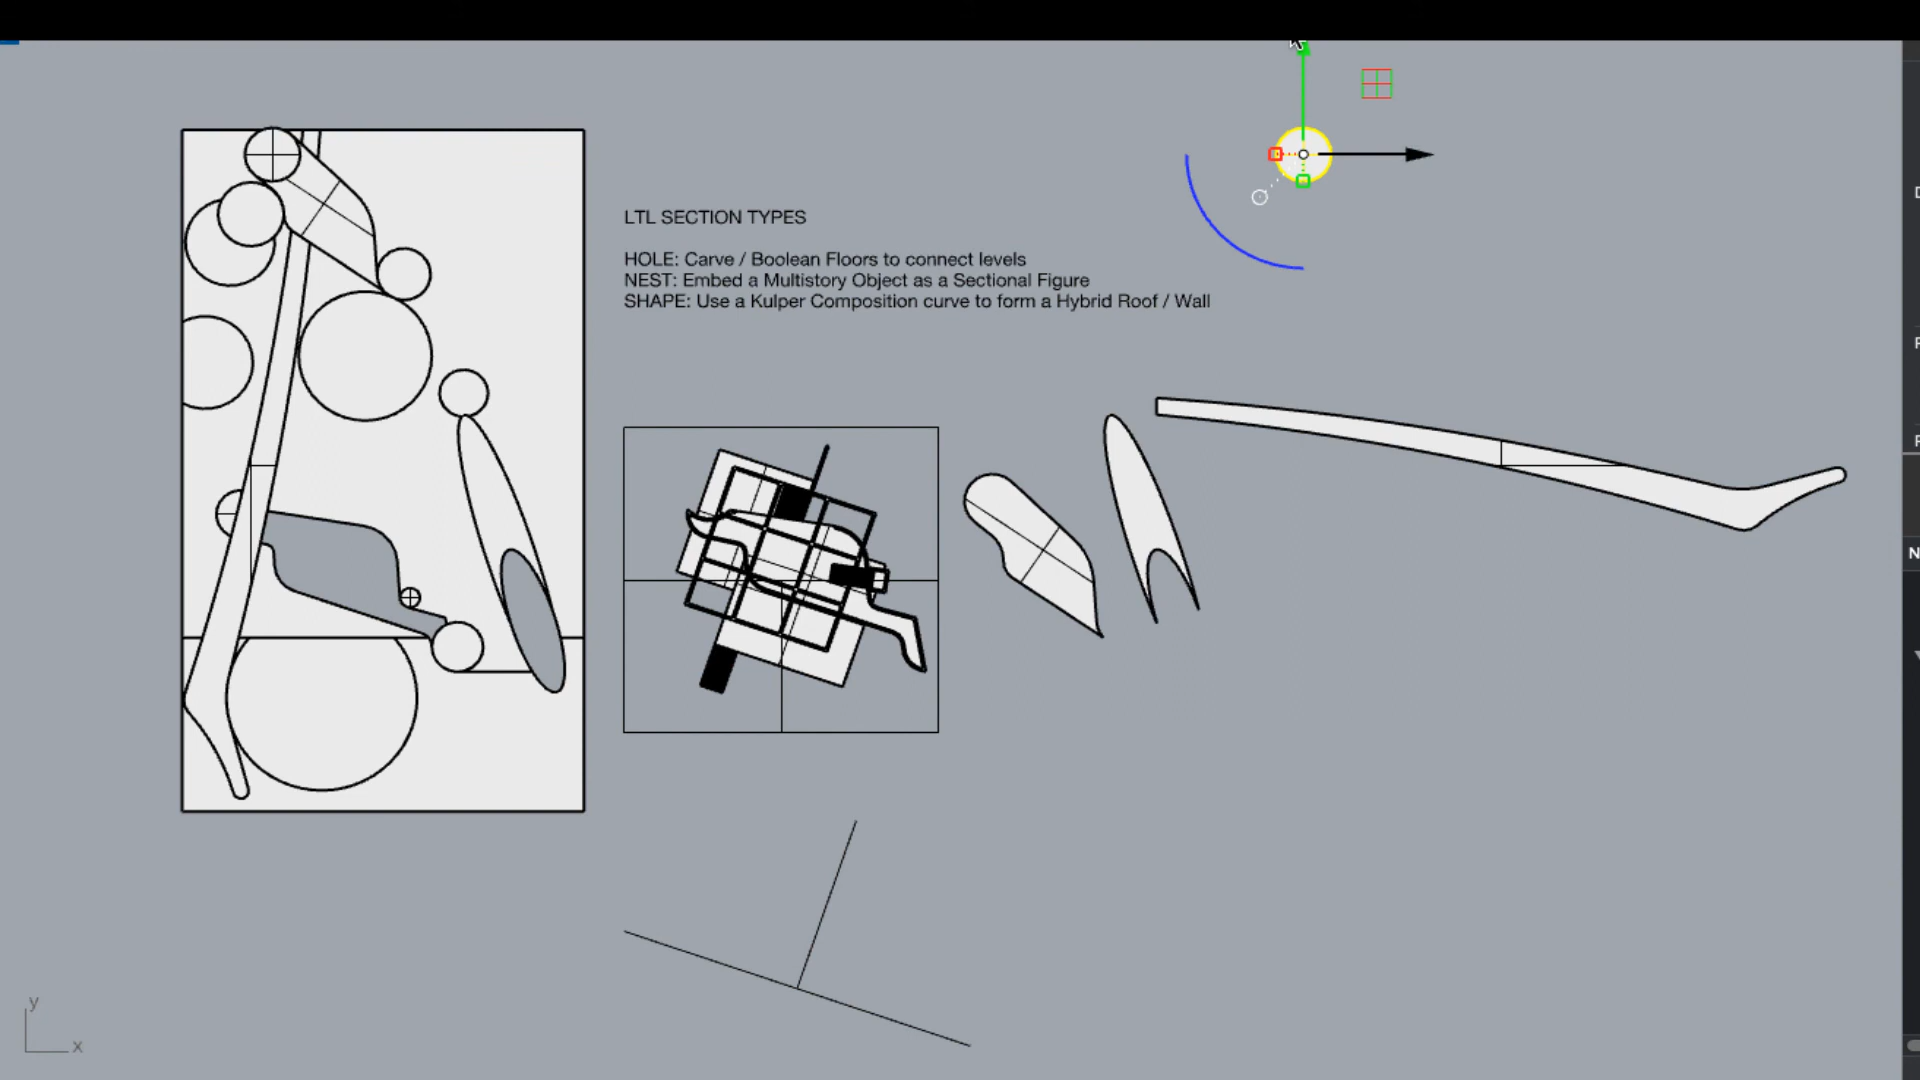 LTL SECTION TYPES
HOLE: Carve / Boolean Floors to connect levels
NEST: Embed a Multistory Object as a Sectional Figure
SHAPE: Use a Kulper Composition curve to form a Hybrid Roof / Wall
y
x
N